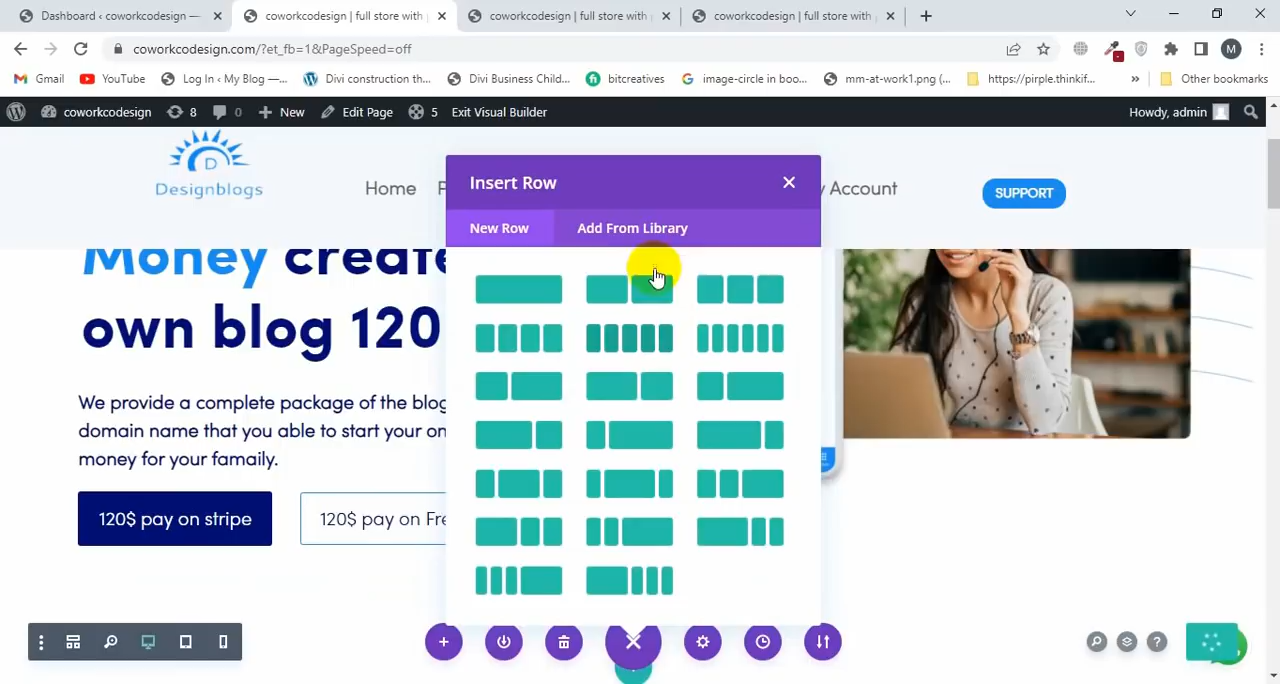 Dashboard ‹ coworkcodesign —
coworkcodesign | full store with
coworkcodesign | full store with
coworkcodesign | full store with
coworkcodesign.com/?et_fb=1&PageSpeed=off
M
Gmail
YouTube
Log In ‹ My Blog —...
Divi construction th...
Divi Business Child...
bitcreatives
image-circle in boo...
mm-at-work1.png (...
https://pirple.thinkif...
»
Other bookmarks
coworkcodesign
8
0
New
Edit Page
5
Exit Visual Builder
Howdy, admin
D
Designblogs
Home
Account
SUPPORT
Insert Row
New Row
Add From Library
Money create
own blog 120
We provide a complete package of the blog
domain name that you able to start your
money for your famaily.
120$ pay on stripe
120$ pay on